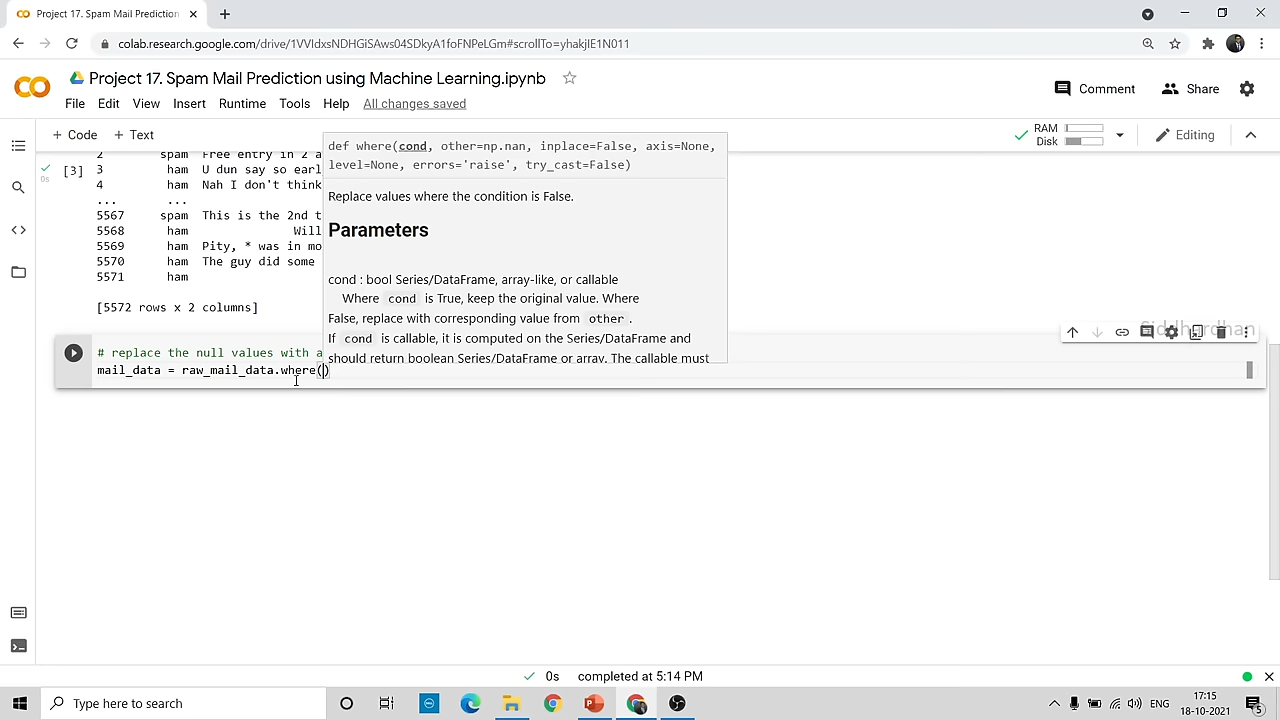 Project 17. Spam Mail Prediction
colab.research.google.com/drive/1VVIdxsNDHGiSAws04SDkyA1foFNPeLGm#scrollTo=yhakjIE1N011
Project 17. Spam Mail Prediction using Machine Learning.ipynb
Comment
Share
File Edit View Insert Runtime Tools Help All changes saved
+ Code + Text
RAM
Disk
Editing
2 spam Free entry in 2 a
[3] 3 ham U dun say so earl
0s
4 ham Nah I don't think
... ...
5567 spam This is the 2nd t
5568 ham Will
5569 ham Pity, * was in mo
5570 ham The guy did some
5571 ham
[5572 rows x 2 columns]
def where(cond, other=np.nan, inplace=False, axis=None,
level=None, errors='raise', try_cast=False)
Replace values where the condition is False.
Parameters
cond : bool Series/DataFrame, array-like, or callable
Where cond is True, keep the original value. Where
False, replace with corresponding value from other.
If cond is callable, it is computed on the Series/DataFrame and
should return boolean Series/DataFrame or array. The callable must
Siddhardhan
# replace the null values with a
mail_data = raw_mail_data.where()
0s completed at 5:14 PM
Type here to search
ENG
17:15
18-10-2021
5